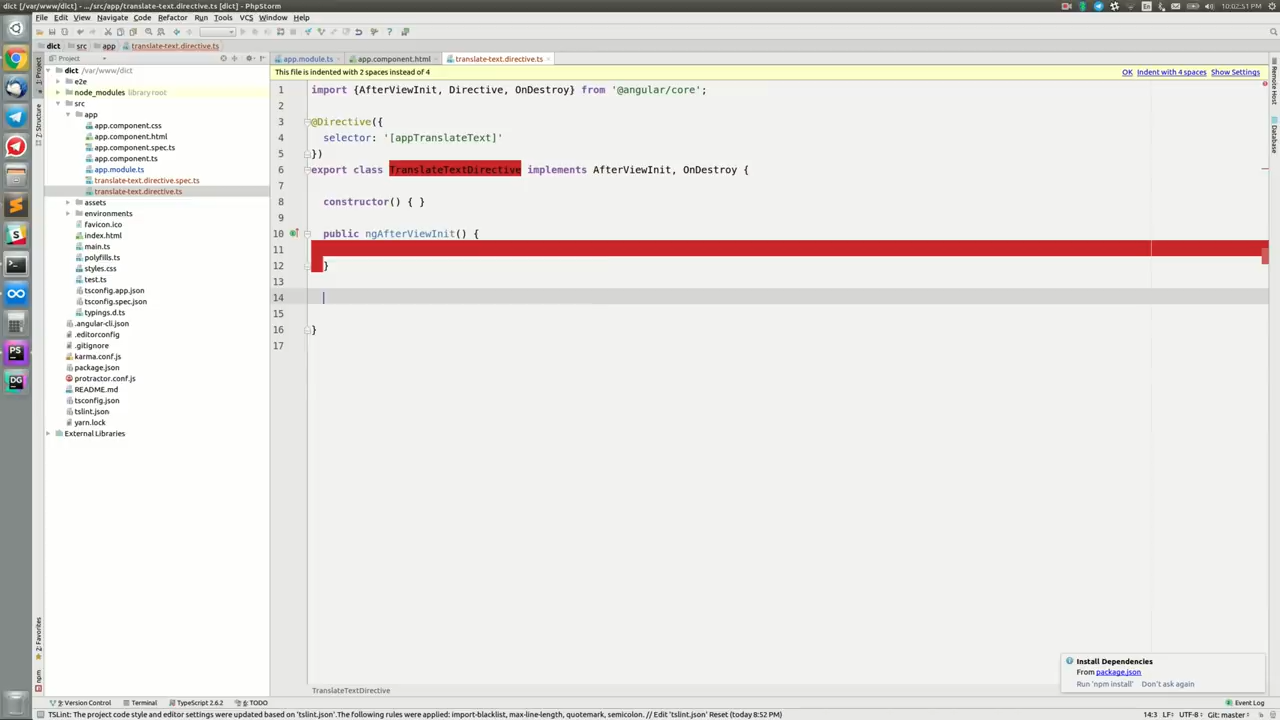 dict [/var/www/dict] - .../src/app/translate-text.directive.ts [dict] - PhpStorm
En
10:02:51 PM
File Edit View Navigate Code Refactor Run Tools VCS Window Help
dict src app translate-text.directive.ts
Project
app.module.ts app.component.html translate-text.directive.ts
This file is indented with 2 spaces instead of 4
OK Indent with 4 spaces Show Settings
1: Project
Z: Structure
2: Favorites
npm
Remote Host
Database
dict /var/www/dict
e2e
node_modules library root
src
app
app.component.css
app.component.html
app.component.spec.ts
app.component.ts
app.module.ts
translate-text.directive.spec.ts
translate-text.directive.ts
assets
environments
favicon.ico
index.html
main.ts
polyfills.ts
styles.css
test.ts
tsconfig.app.json
tsconfig.spec.json
typings.d.ts
.angular-cli.json
.editorconfig
.gitignore
karma.conf.js
package.json
protractor.conf.js
README.md
tsconfig.json
tslint.json
yarn.lock
External Libraries
1 import {AfterViewInit, Directive, OnDestroy} from '@angular/core';
2
3 @Directive({
4 selector: '[appTranslateText]'
5 })
6 export class TranslateTextDirective implements AfterViewInit, OnDestroy {
7
8 constructor() { }
9
10 public ngAfterViewInit() {
11
12 }
13
14
15
16 }
17
TranslateTextDirective
Install Dependencies
From package.json
Run 'npm install' Don't ask again
9: Version Control Terminal TypeScript 2.6.2 6: TODO
Event Log
TSLint: The project code style and editor settings were updated based on 'tslint.json'.The following rules were applied: import-blacklist, max-line-length, quotemark, semicolon. // Edit 'tslint.json' Reset (today 8:52 PM)
14:3 LF÷ UTF-8÷ Git: master÷